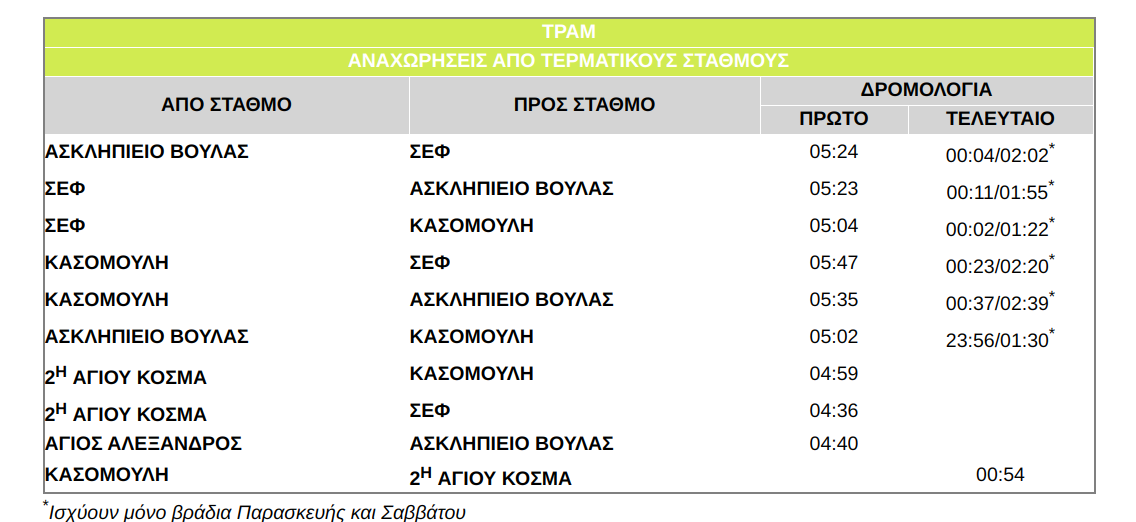 ΤΡΑΜ
ΑΝΑΧΩΡΗΣΕΙΣ ΑΠΟ ΤΕΡΜΑΤΙΚΟΥΣ ΣΤΑΘΜΟΥΣ
ΑΠΟ ΣΤΑΘΜΟ ΠΡΟΣ ΣΤΑΘΜΟ ΔΡΟΜΟΛΟΓΙΑ
ΠΡΩΤΟ ΤΕΛΕΥΤΑΙΟ
ΑΣΚΛΗΠΙΕΙΟ ΒΟΥΛΑΣ ΣΕΦ 05:24 00:04/02:02*
ΣΕΦ ΑΣΚΛΗΠΙΕΙΟ ΒΟΥΛΑΣ 05:23 00:11/01:55*
ΣΕΦ ΚΑΣΟΜΟΥΛΗ 05:04 00:02/01:22*
ΚΑΣΟΜΟΥΛΗ ΣΕΦ 05:47 00:23/02:20*
ΚΑΣΟΜΟΥΛΗ ΑΣΚΛΗΠΙΕΙΟ ΒΟΥΛΑΣ 05:35 00:37/02:39*
ΑΣΚΛΗΠΙΕΙΟ ΒΟΥΛΑΣ ΚΑΣΟΜΟΥΛΗ 05:02 23:56/01:30*
2Η ΑΓΙΟΥ ΚΟΣΜΑ ΚΑΣΟΜΟΥΛΗ 04:59
2Η ΑΓΙΟΥ ΚΟΣΜΑ ΣΕΦ 04:36
ΑΓΙΟΣ ΑΛΕΞΑΝΔΡΟΣ ΑΣΚΛΗΠΙΕΙΟ ΒΟΥΛΑΣ 04:40
ΚΑΣΟΜΟΥΛΗ 2Η ΑΓΙΟΥ ΚΟΣΜΑ 00:54
*Ισχύουν μόνο βράδια Παρασκευής και Σαββάτου